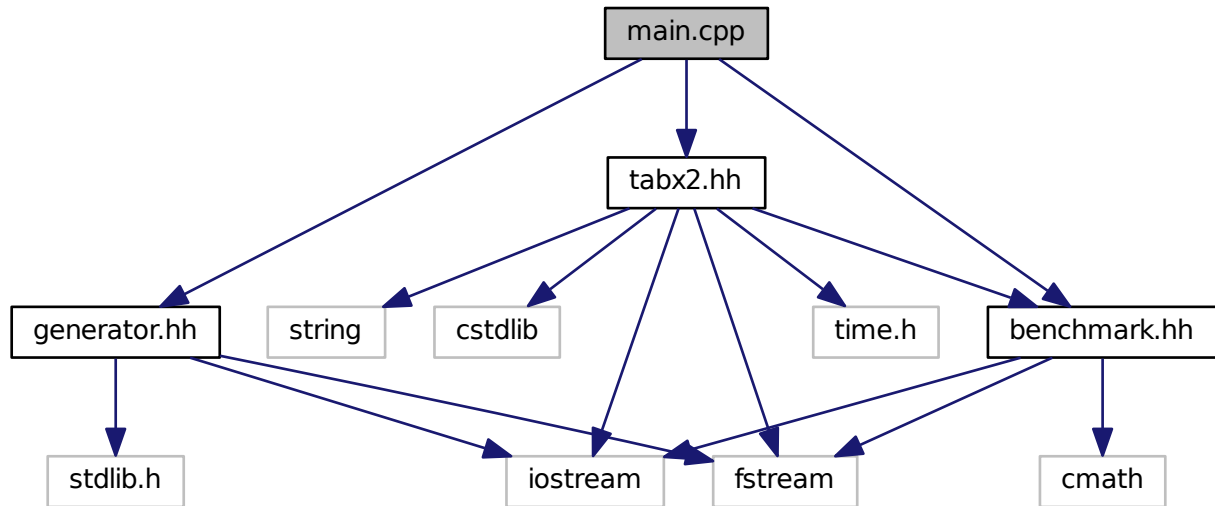 main.cpp
tabx2.hh
generator.hh
string
cstdlib
time.h
benchmark.hh
stdlib.h
iostream
fstream
cmath